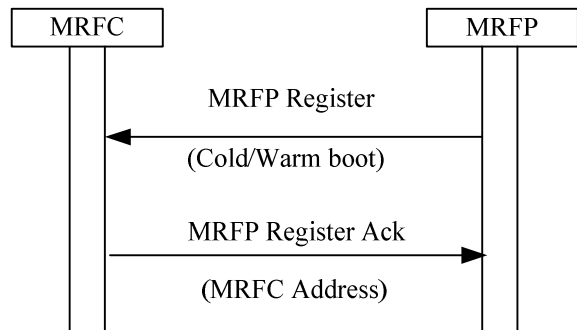 MRFC
MRFP
MRFP Register
(Cold/Warm boot)
MRFP Register Ack
(MRFC Address)